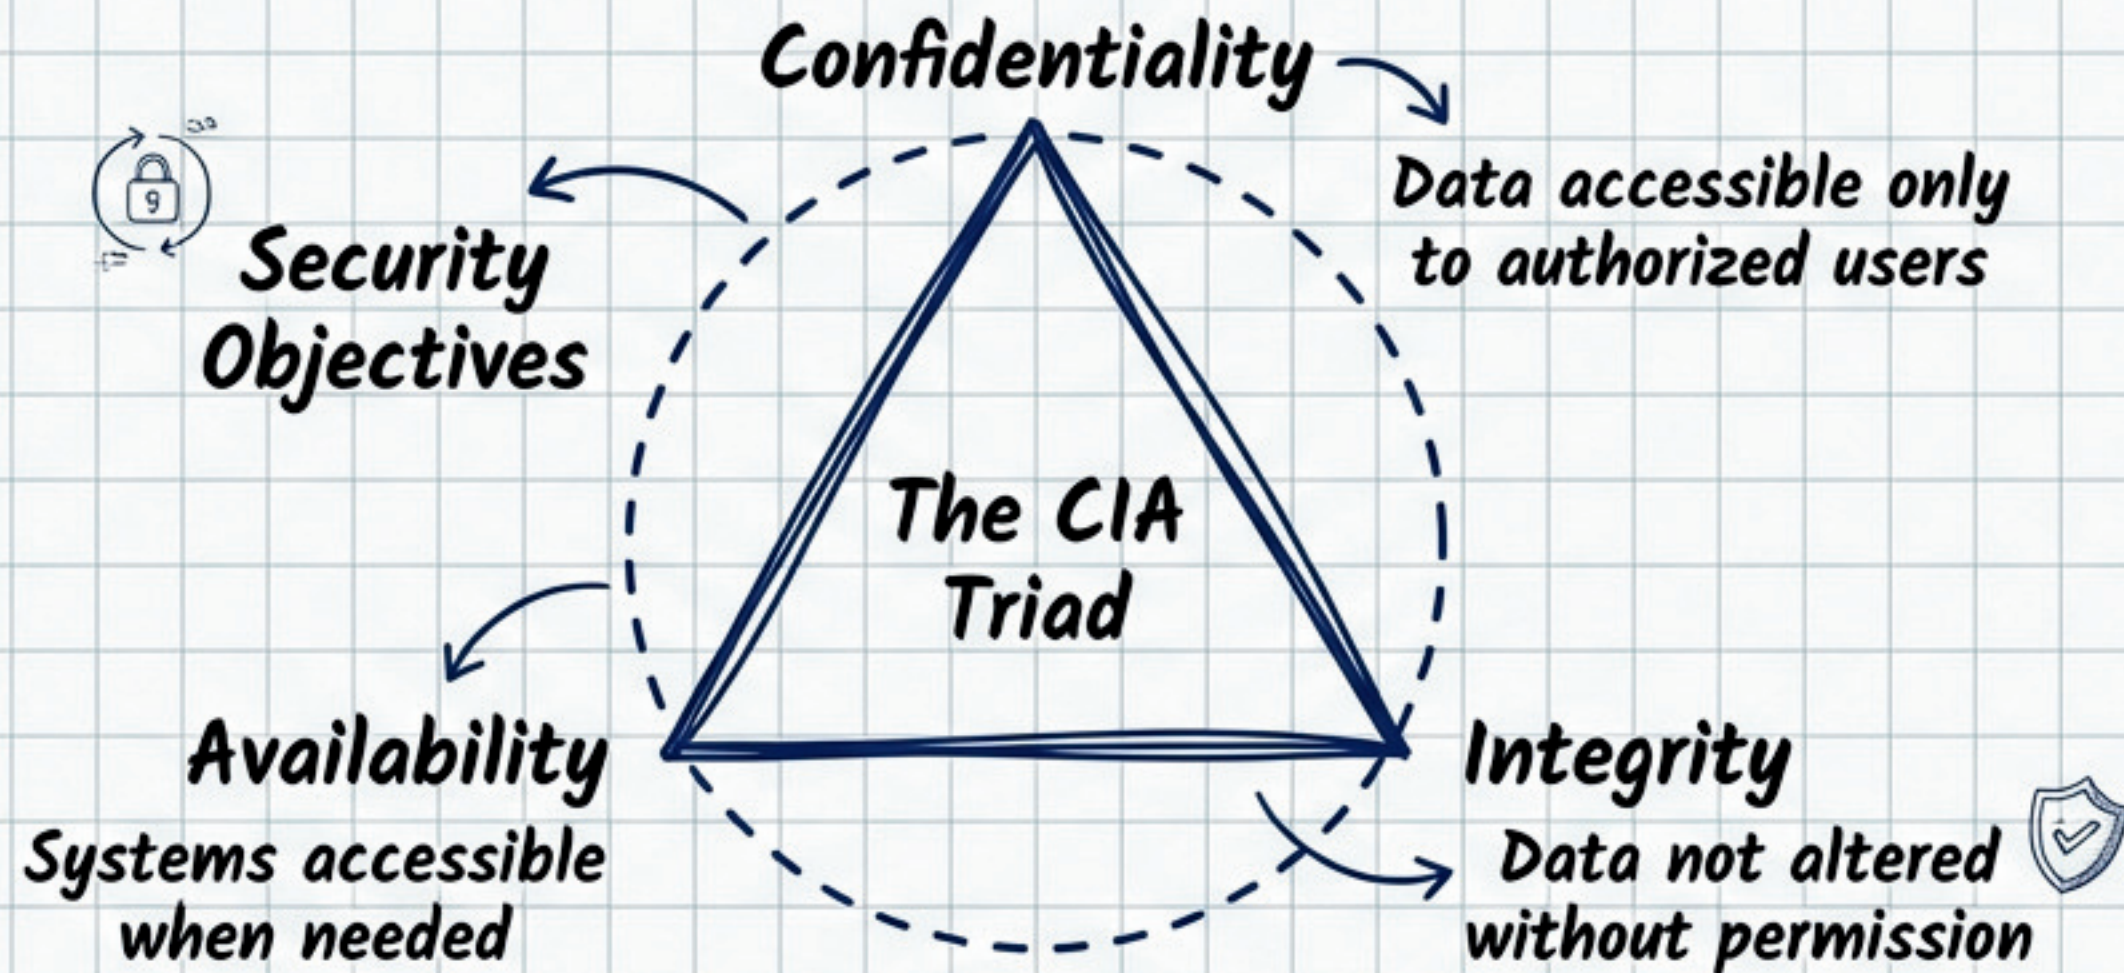 Confidentiality
Data accessible only
to authorized users
Security
Objectives
The CIA
Triad
Availability
Systems accessible
when needed
Integrity
Data not altered
without permission